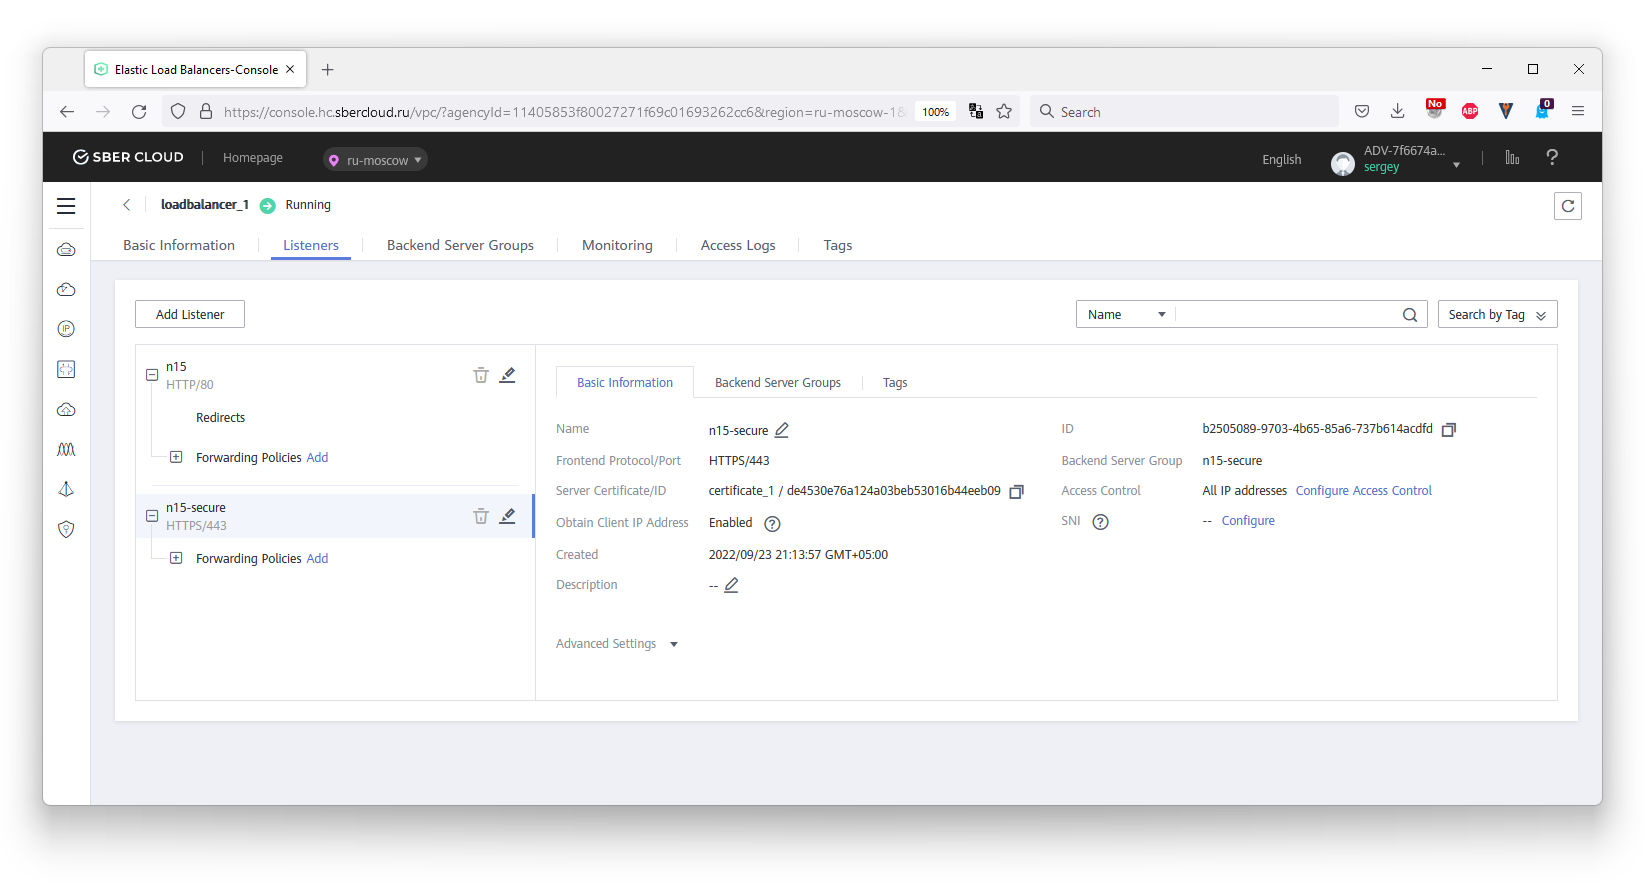 Elastic Load Balancers-Console
https://console.hc.sbercloud.ru/vpc/?agencyId=11405853f80027271f69c01693262cc6&region=ru-moscow-1& 100% Search No ABP 0
SBER CLOUD Homepage ru-moscow English ADV-7f6674a...
sergey
?
loadbalancer_1 Running
Basic Information Listeners Backend Server Groups Monitoring Access Logs Tags
Add Listener Name Search by Tag
n15
HTTP/80
Redirects
Forwarding Policies Add
n15-secure
HTTPS/443
Forwarding Policies Add
IP
Basic Information Backend Server Groups Tags
Name n15-secure ID b2505089-9703-4b65-85a6-737b614acdfd
Frontend Protocol/Port HTTPS/443 Backend Server Group n15-secure
Server Certificate/ID certificate_1 / de4530e76a124a03beb53016b44eeb09 Access Control All IP addresses Configure Access Control
Obtain Client IP Address Enabled ? SNI ? -- Configure
Created 2022/09/23 21:13:57 GMT+05:00
Description --
Advanced Settings